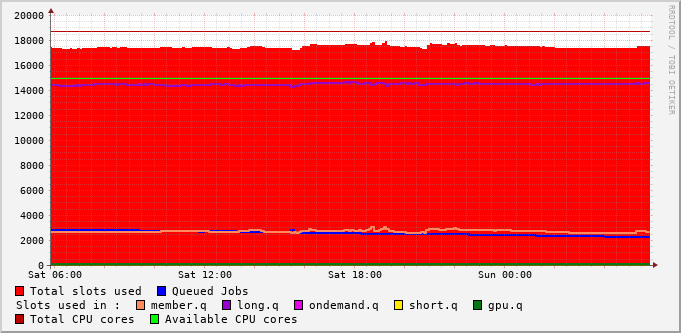 20000
18000
16000
14000
12000
10000
8000
6000
4000
2000
0
Sat 06:00 Sat 12:00 Sat 18:00 Sun 00:00
RRDTOOL / TOBI OETIKER
Total slots used Queued Jobs
Slots used in : member.q long.q ondemand.q short.q gpu.q
Total CPU cores Available CPU cores